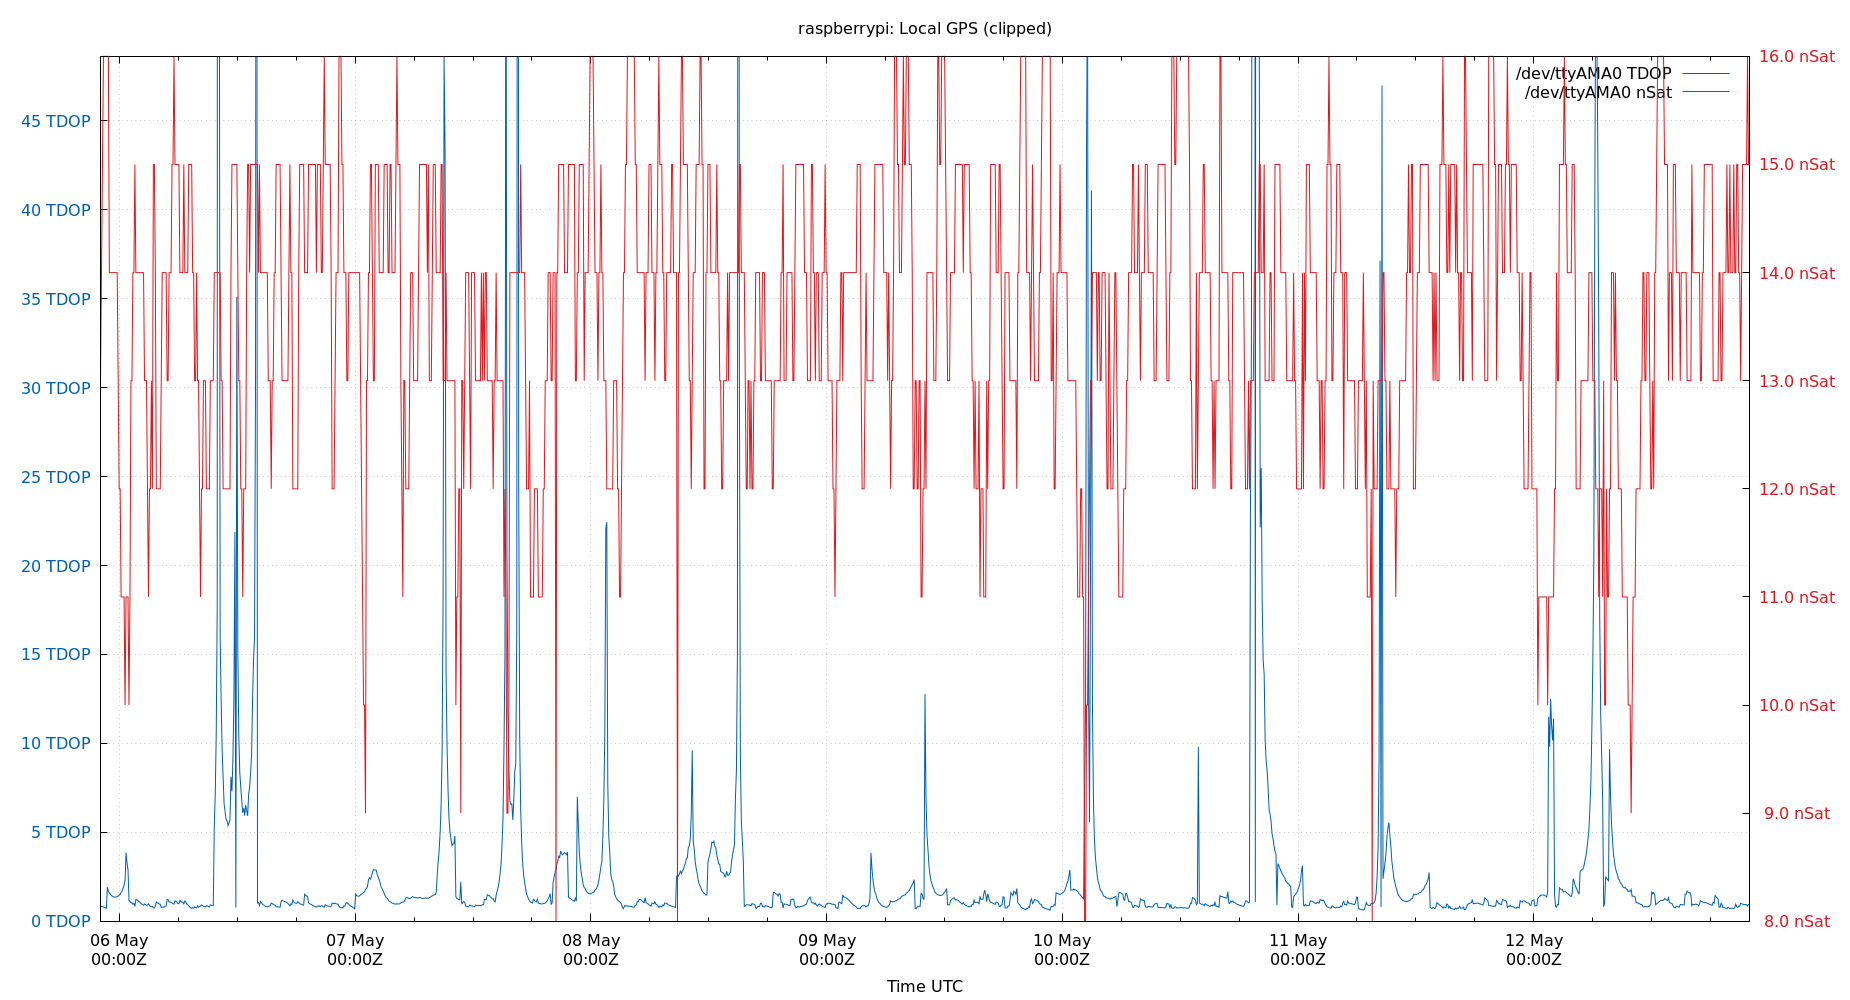 raspberrypi: Local GPS (clipped)
/dev/ttyAMA0 TDOP
/dev/ttyAMA0 nSat
45 TDOP
40 TDOP
35 TDOP
30 TDOP
25 TDOP
20 TDOP
15 TDOP
10 TDOP
5 TDOP
0 TDOP
16.0 nSat
15.0 nSat
14.0 nSat
13.0 nSat
12.0 nSat
11.0 nSat
10.0 nSat
9.0 nSat
8.0 nSat
06 May
00:00Z
07 May
00:00Z
08 May
00:00Z
09 May
00:00Z
10 May
00:00Z
11 May
00:00Z
12 May
00:00Z
Time UTC